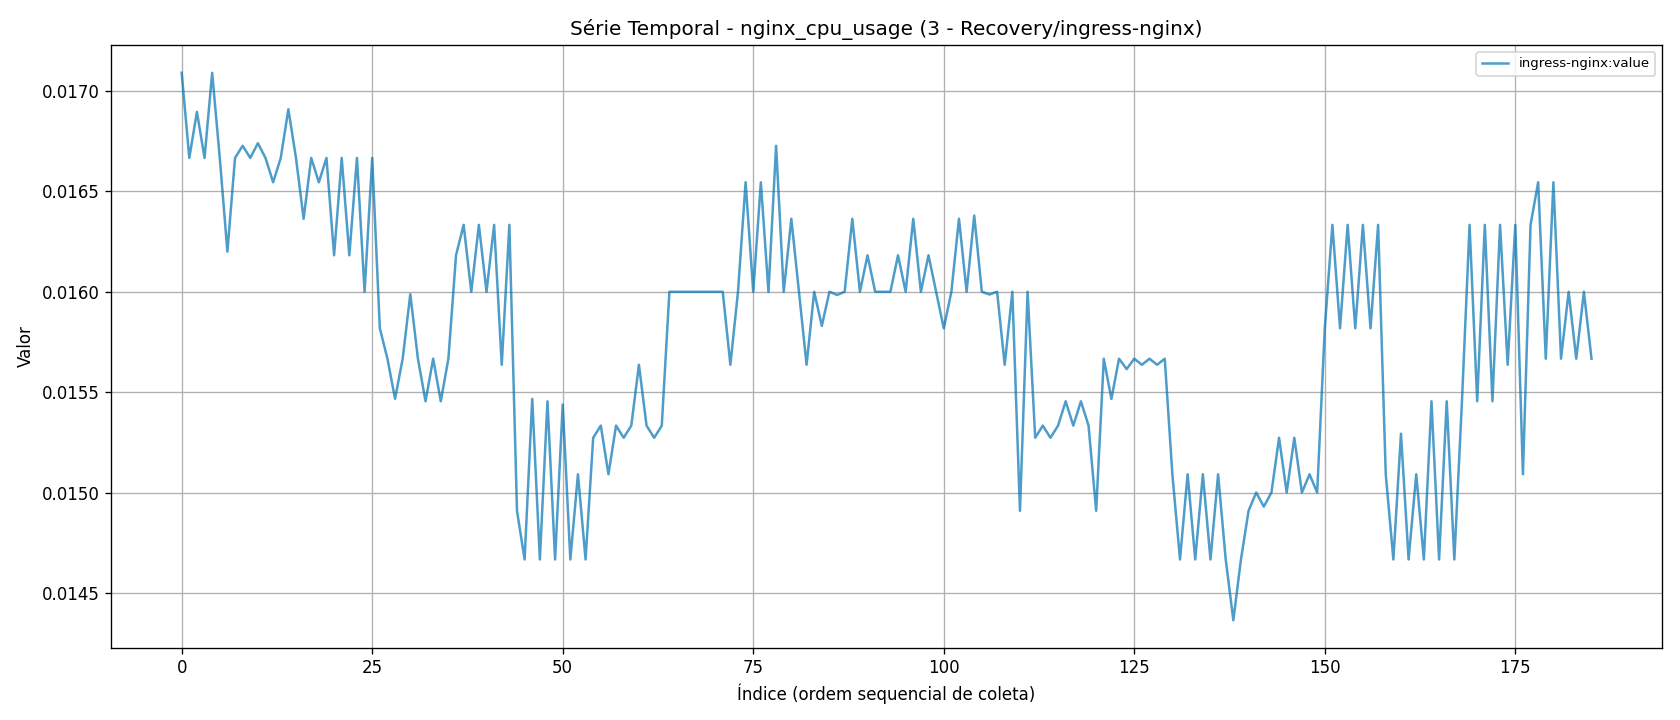 Série Temporal - nginx_cpu_usage (3 - Recovery/ingress-nginx)
ingress-nginx:value
Valor
0.0170
0.0165
0.0160
0.0155
0.0150
0.0145
0 25 50 75 100 125 150 175
Índice (ordem sequencial de coleta)